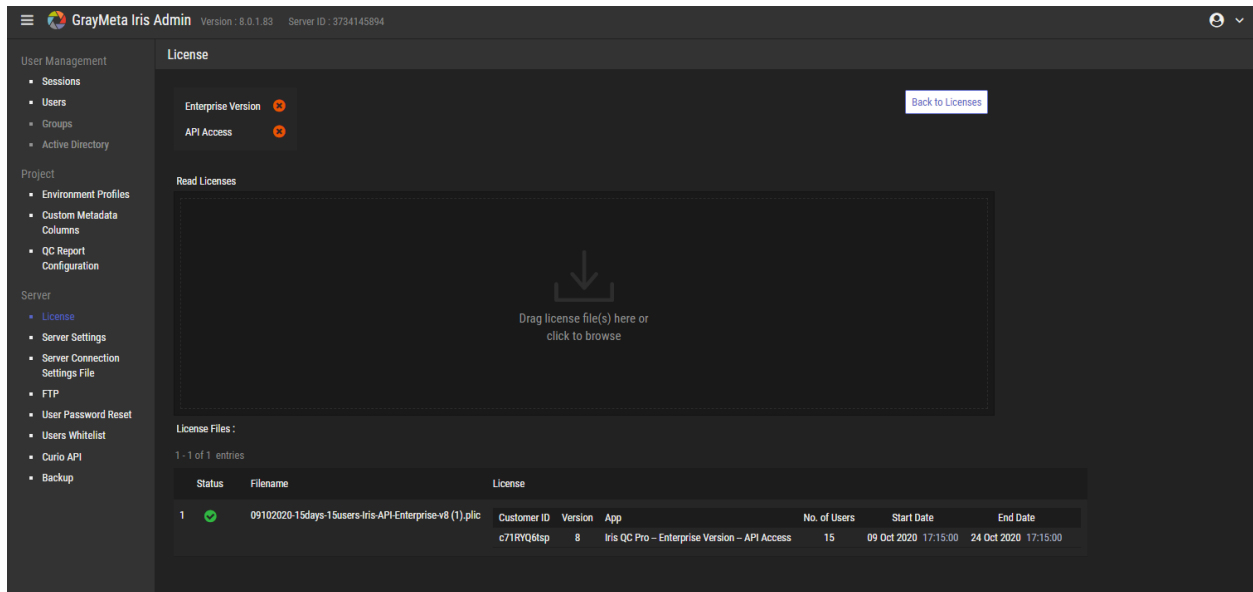 GrayMeta Iris Admin Version : 8.0.1.83 Server ID : 3734145894
User Management
Sessions
Users
Groups
Active Directory
Project
Environment Profiles
Custom Metadata
Columns
QC Report
Configuration
Server
License
Server Settings
Server Connection
Settings File
FTP
User Password Reset
Users Whitelist
Curio API
Backup
License
Enterprise Version
API Access
Back to Licenses
Read Licenses
Drag license file(s) here or
click to browse
License Files :
1 - 1 of 1 entries
Status Filename License
1 09102020-15days-15users-Iris-API-Enterprise-v8 (1).plic
Customer ID Version App No. of Users Start Date End Date
c71RYQ6tsp 8 Iris QC Pro – Enterprise Version – API Access 15 09 Oct 2020 17:15:00 24 Oct 2020 17:15:00